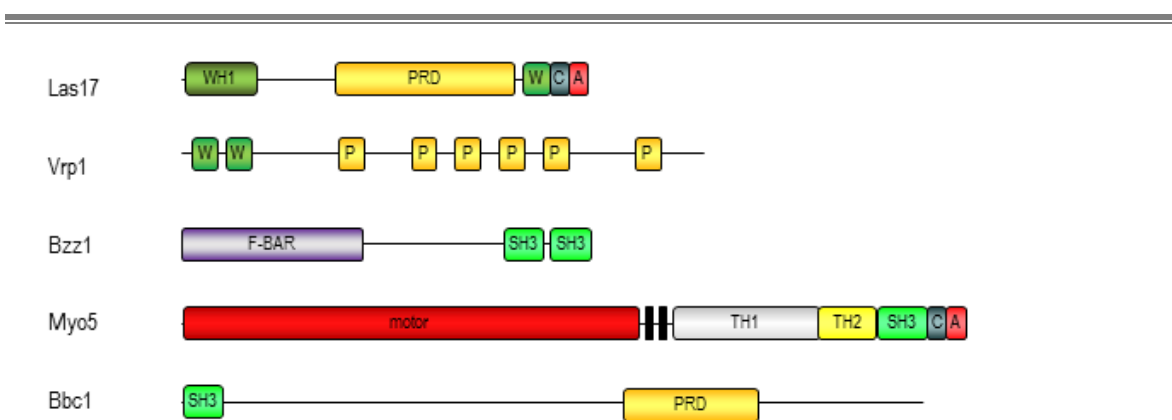 Las17 WH1 PRD W C A
Vrp1 W W P P P P P P
Bzz1 F-BAR SH3 SH3
Myo5 motor TH1 TH2 SH3 C A
Bbc1 SH3 PRD